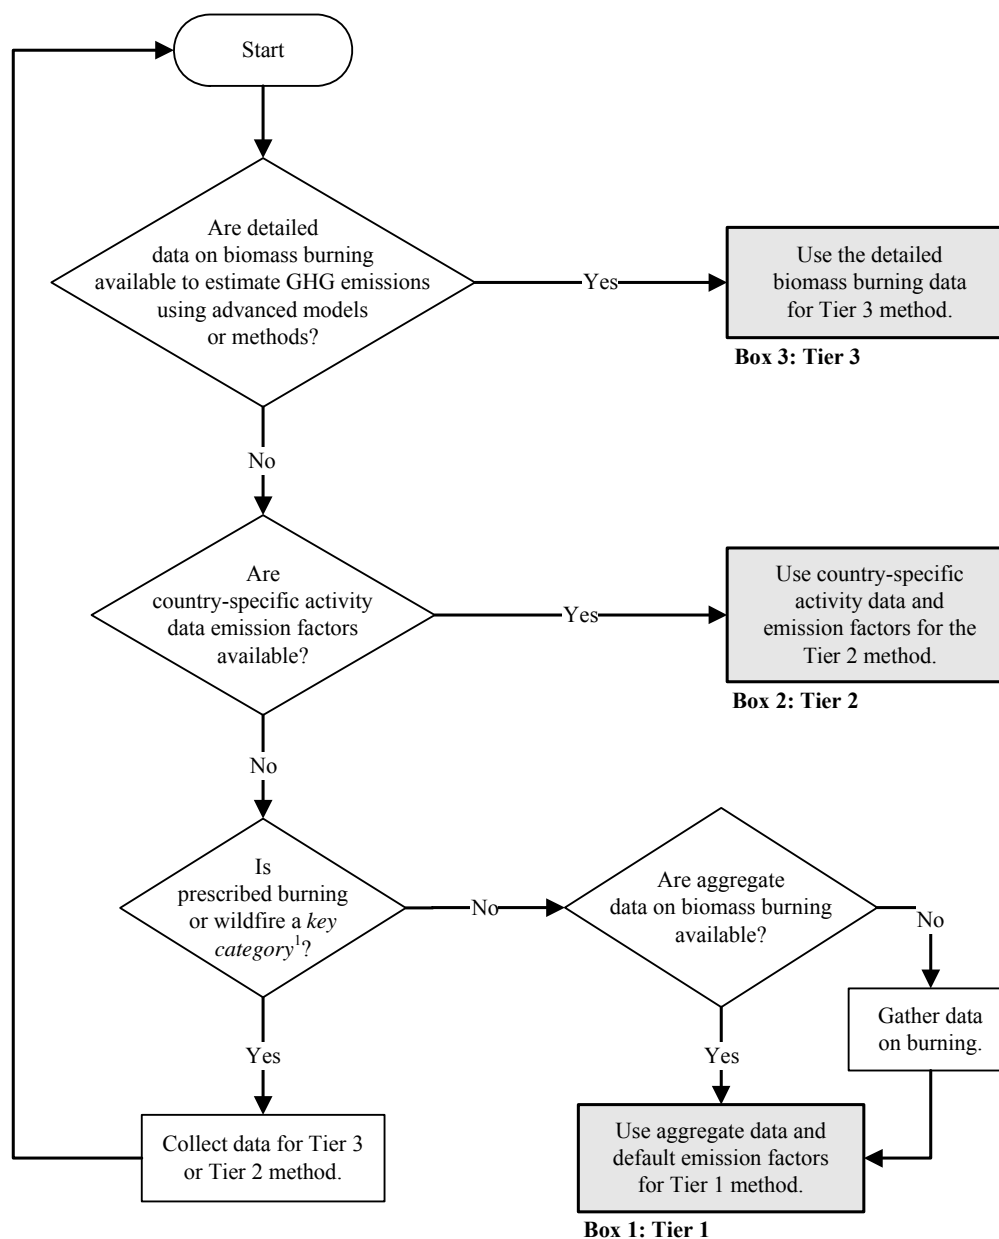 Start
Are detailed
data on biomass burning
available to estimate GHG emissions
using advanced models
or methods?
Yes
Use the detailed
biomass burning data
for Tier 3 method.
Box 3: Tier 3
No
Are
country-specific activity
data emission factors
available?
Yes
Use country-specific
activity data and
emission factors for the
Tier 2 method.
Box 2: Tier 2
No
Is
prescribed burning
or wildfire a key
category¹?
No
Are aggregate
data on biomass burning
available?
No
Gather data
on burning.
Yes
Yes
Collect data for Tier 3
or Tier 2 method.
Use aggregate data and
default emission factors
for Tier 1 method.
Box 1: Tier 1